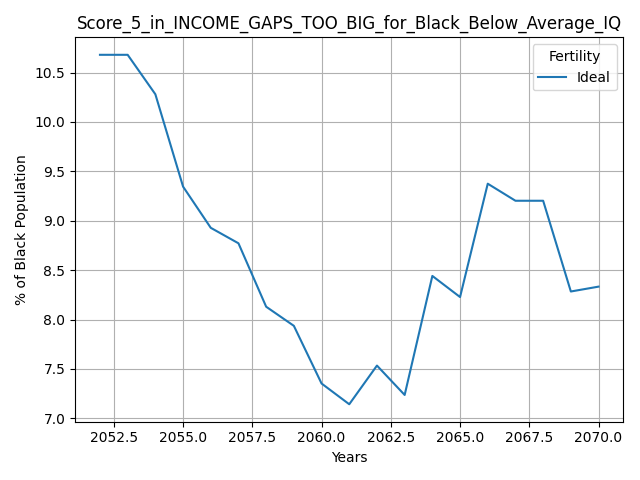 Score_5_in_INCOME_GAPS_TOO_BIG_for_Black_Below_Average_IQ
Fertility
Ideal
% of Black Population
10.5
10.0
9.5
9.0
8.5
8.0
7.5
7.0
2052.5 2055.0 2057.5 2060.0 2062.5 2065.0 2067.5 2070.0
Years